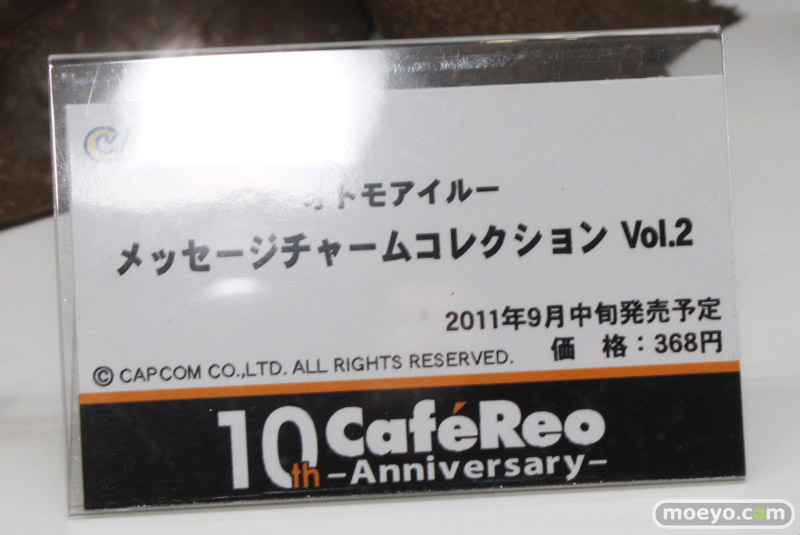 オトモアイルー
メッセージチャームコレクション Vol.2
2011年9月中旬発売予定
価 格：368円
© CAPCOM CO.,LTD. ALL RIGHTS RESERVED.
10th CaféReo
-Anniversary-
moeyo.com